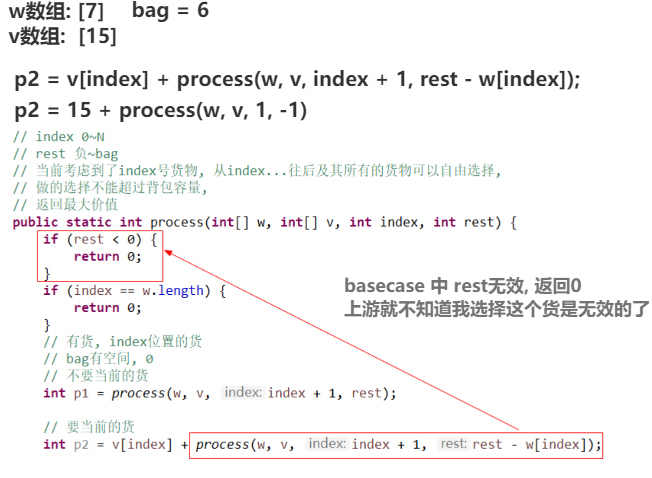 w数组: [7] bag = 6
v数组: [15]
p2 = v[index] + process(w, v, index + 1, rest - w[index]);
p2 = 15 + process(w, v, 1, -1)
// index 0~N
// rest 负~bag
// 当前考虑到了index号货物, 从index...往后及其所有的货物可以自由选择,
// 做的选择不能超过背包容量,
// 返回最大价值
public static int process(int[] w, int[] v, int index, int rest) {
if (rest < 0) {
return 0;
}
if (index == w.length) {
return 0;
}
basecase 中 rest无效, 返回0
上游就不知道我选择这个货是无效的了
// 有货, index位置的货
// bag有空间, 0
// 不要当前的货
int p1 = process(w, v, index: index + 1, rest);
// 要当前的货
int p2 = v[index] + process(w, v, index: index + 1, rest: rest - w[index]);